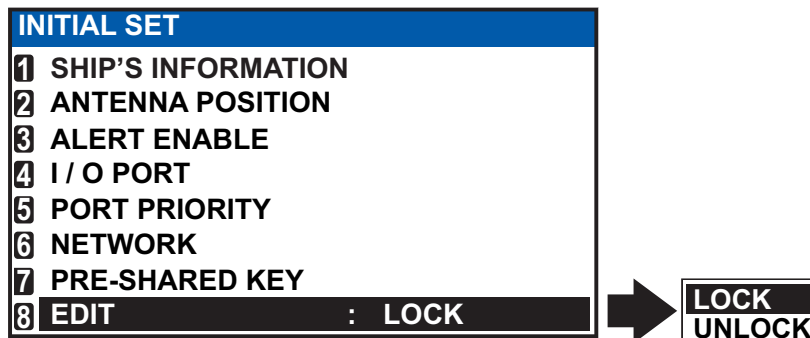 INITIAL SET
1 SHIP'S INFORMATION
2 ANTENNA POSITION
3 ALERT ENABLE
4 I / O PORT
5 PORT PRIORITY
6 NETWORK
7 PRE-SHARED KEY
8 EDIT : LOCK
LOCK
UNLOCK